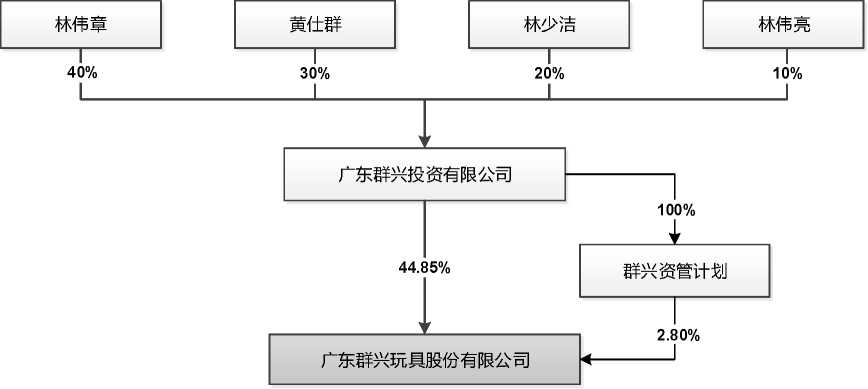 林伟章
黄仕群
林少洁
林伟亮
40%
30%
20%
10%
广东群兴投资有限公司
100%
44.85%
群兴资管计划
2.80%
广东群兴玩具股份有限公司